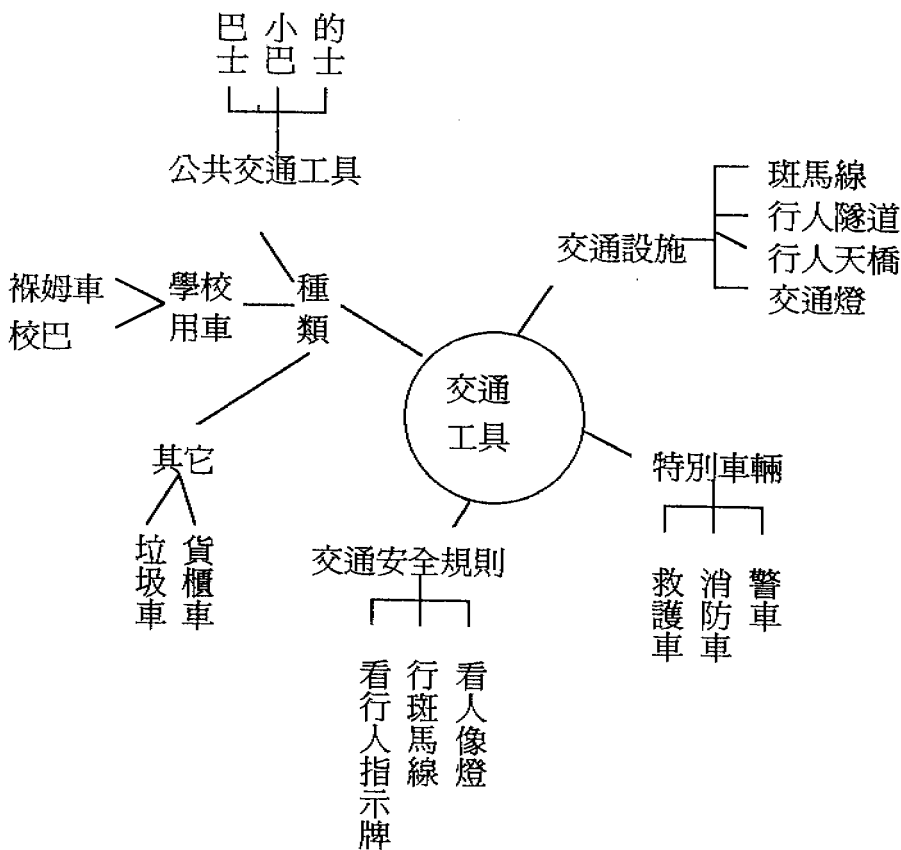 巴士
小巴
的士
公共交通工具
褓姆車
校巴
學校
用車
種類
其它
垃圾車
貨櫃車
交通
工具
交通設施
斑馬線
行人隧道
行人天橋
交通燈
特別車輛
救護車
消防車
警車
交通安全規則
看行人指示牌
行斑馬線
看人像燈